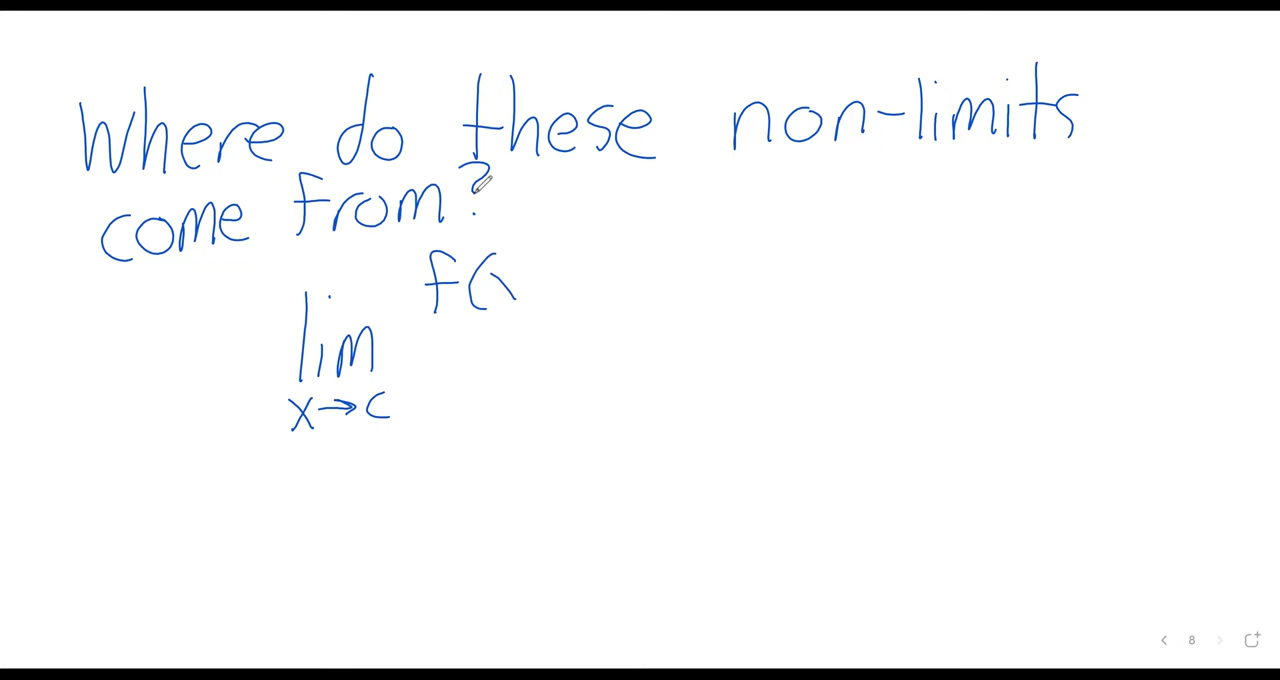 Where do these non-limits
come from?
f(
lim
x→c
8